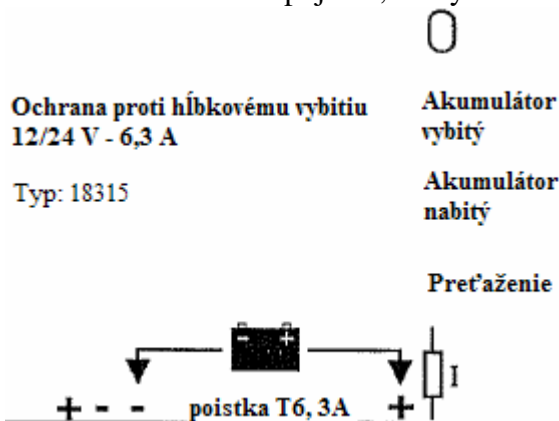 Ochrana proti hĺbkovému vybitiu
12/24 V - 6,3 A
Typ: 18315
Akumulátor
vybitý
Akumulátor
nabitý
Preťaženie
- +
I
+ - - poistka T6, 3A +